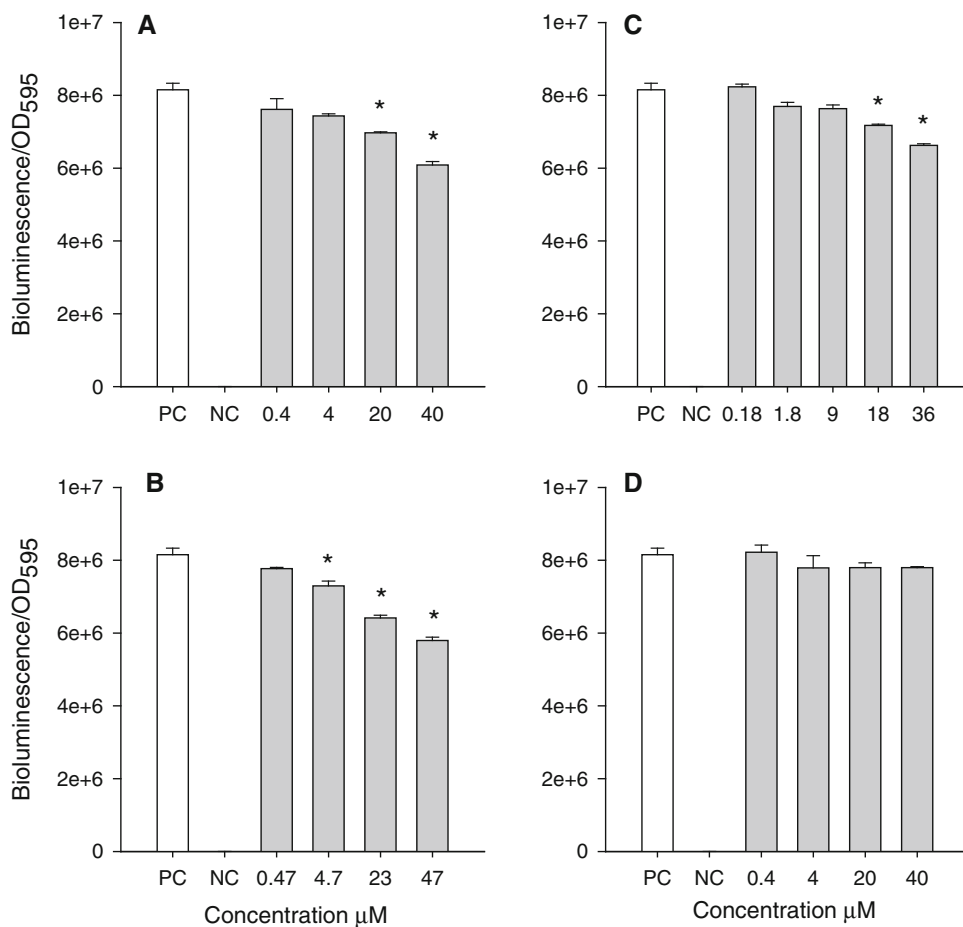 A
Bioluminescence/OD595
1e+7
8e+6
6e+6
4e+6
2e+6
0
* *
PC NC 0.4 4 20 40
C
1e+7
8e+6
6e+6
4e+6
2e+6
0
* *
PC NC 0.18 1.8 9 18 36
B
Bioluminescence/OD595
1e+7
8e+6
6e+6
4e+6
2e+6
0
* * *
PC NC 0.47 4.7 23 47
Concentration μM
D
1e+7
8e+6
6e+6
4e+6
2e+6
0
PC NC 0.4 4 20 40
Concentration μM